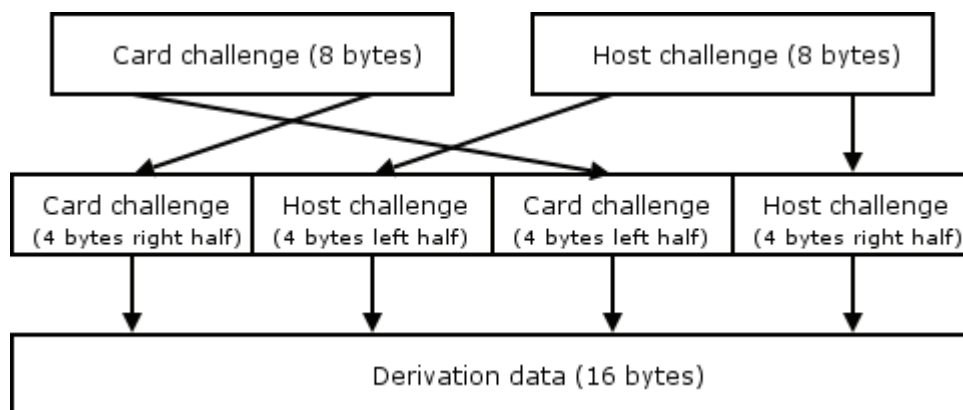 Card challenge (8 bytes)
Host challenge (8 bytes)
Card challenge
(4 bytes right half)
Host challenge
(4 bytes left half)
Card challenge
(4 bytes left half)
Host challenge
(4 bytes right half)
Derivation data (16 bytes)